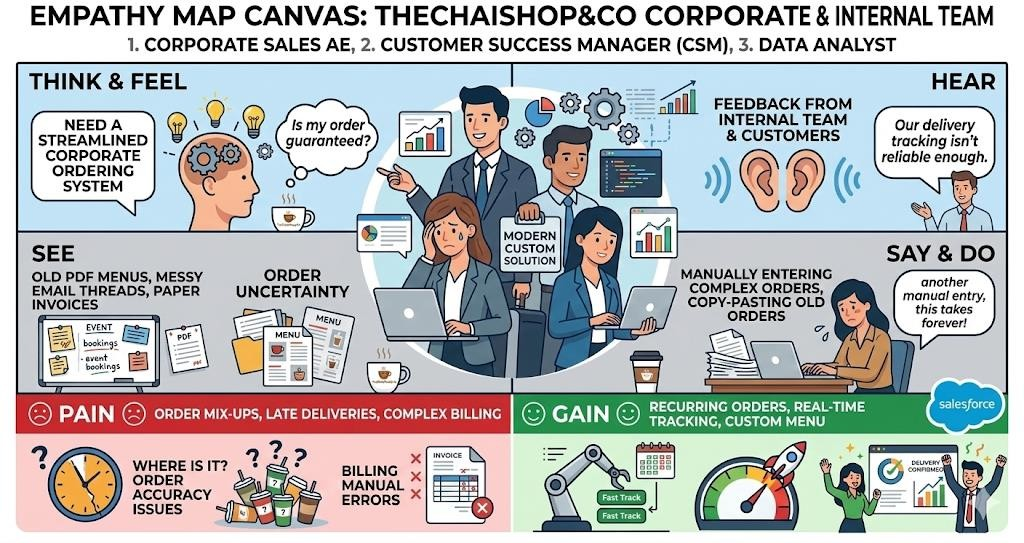 EMPATHY MAP CANVAS: THECHAISHOP&CO CORPORATE & INTERNAL TEAM
1. CORPORATE SALES AE, 2. CUSTOMER SUCCESS MANAGER (CSM), 3. DATA ANALYST
THINK & FEEL
NEED A
STREAMLINED
CORPORATE
ORDERING
SYSTEM
Is my order
guaranteed?
HEAR
FEEDBACK FROM
INTERNAL TEAM
& CUSTOMERS
Our delivery
tracking isn't
reliable enough.
MODERN
CUSTOM
SOLUTION
SEE
OLD PDF MENUS, MESSY
EMAIL THREADS, PAPER
INVOICES
EVENT
bookings
- event
bookings
PDF
ORDER
UNCERTAINTY
MENU
MENU
SAY & DO
MANUALLY ENTERING
COMPLEX ORDERS,
COPY-PASTING OLD
ORDERS
another
manual entry,
this takes
forever!
PAIN
ORDER MIX-UPS, LATE DELIVERIES, COMPLEX BILLING
GAIN
RECURRING ORDERS, REAL-TIME
TRACKING, CUSTOM MENU
salesforce
?
WHERE IS IT?
ORDER
ACCURACY
ISSUES
? ? ? ?
BILLING
MANUAL
ERRORS
INVOICE
Fast Track
Fast Track
DELIVERY
CONFIRMED